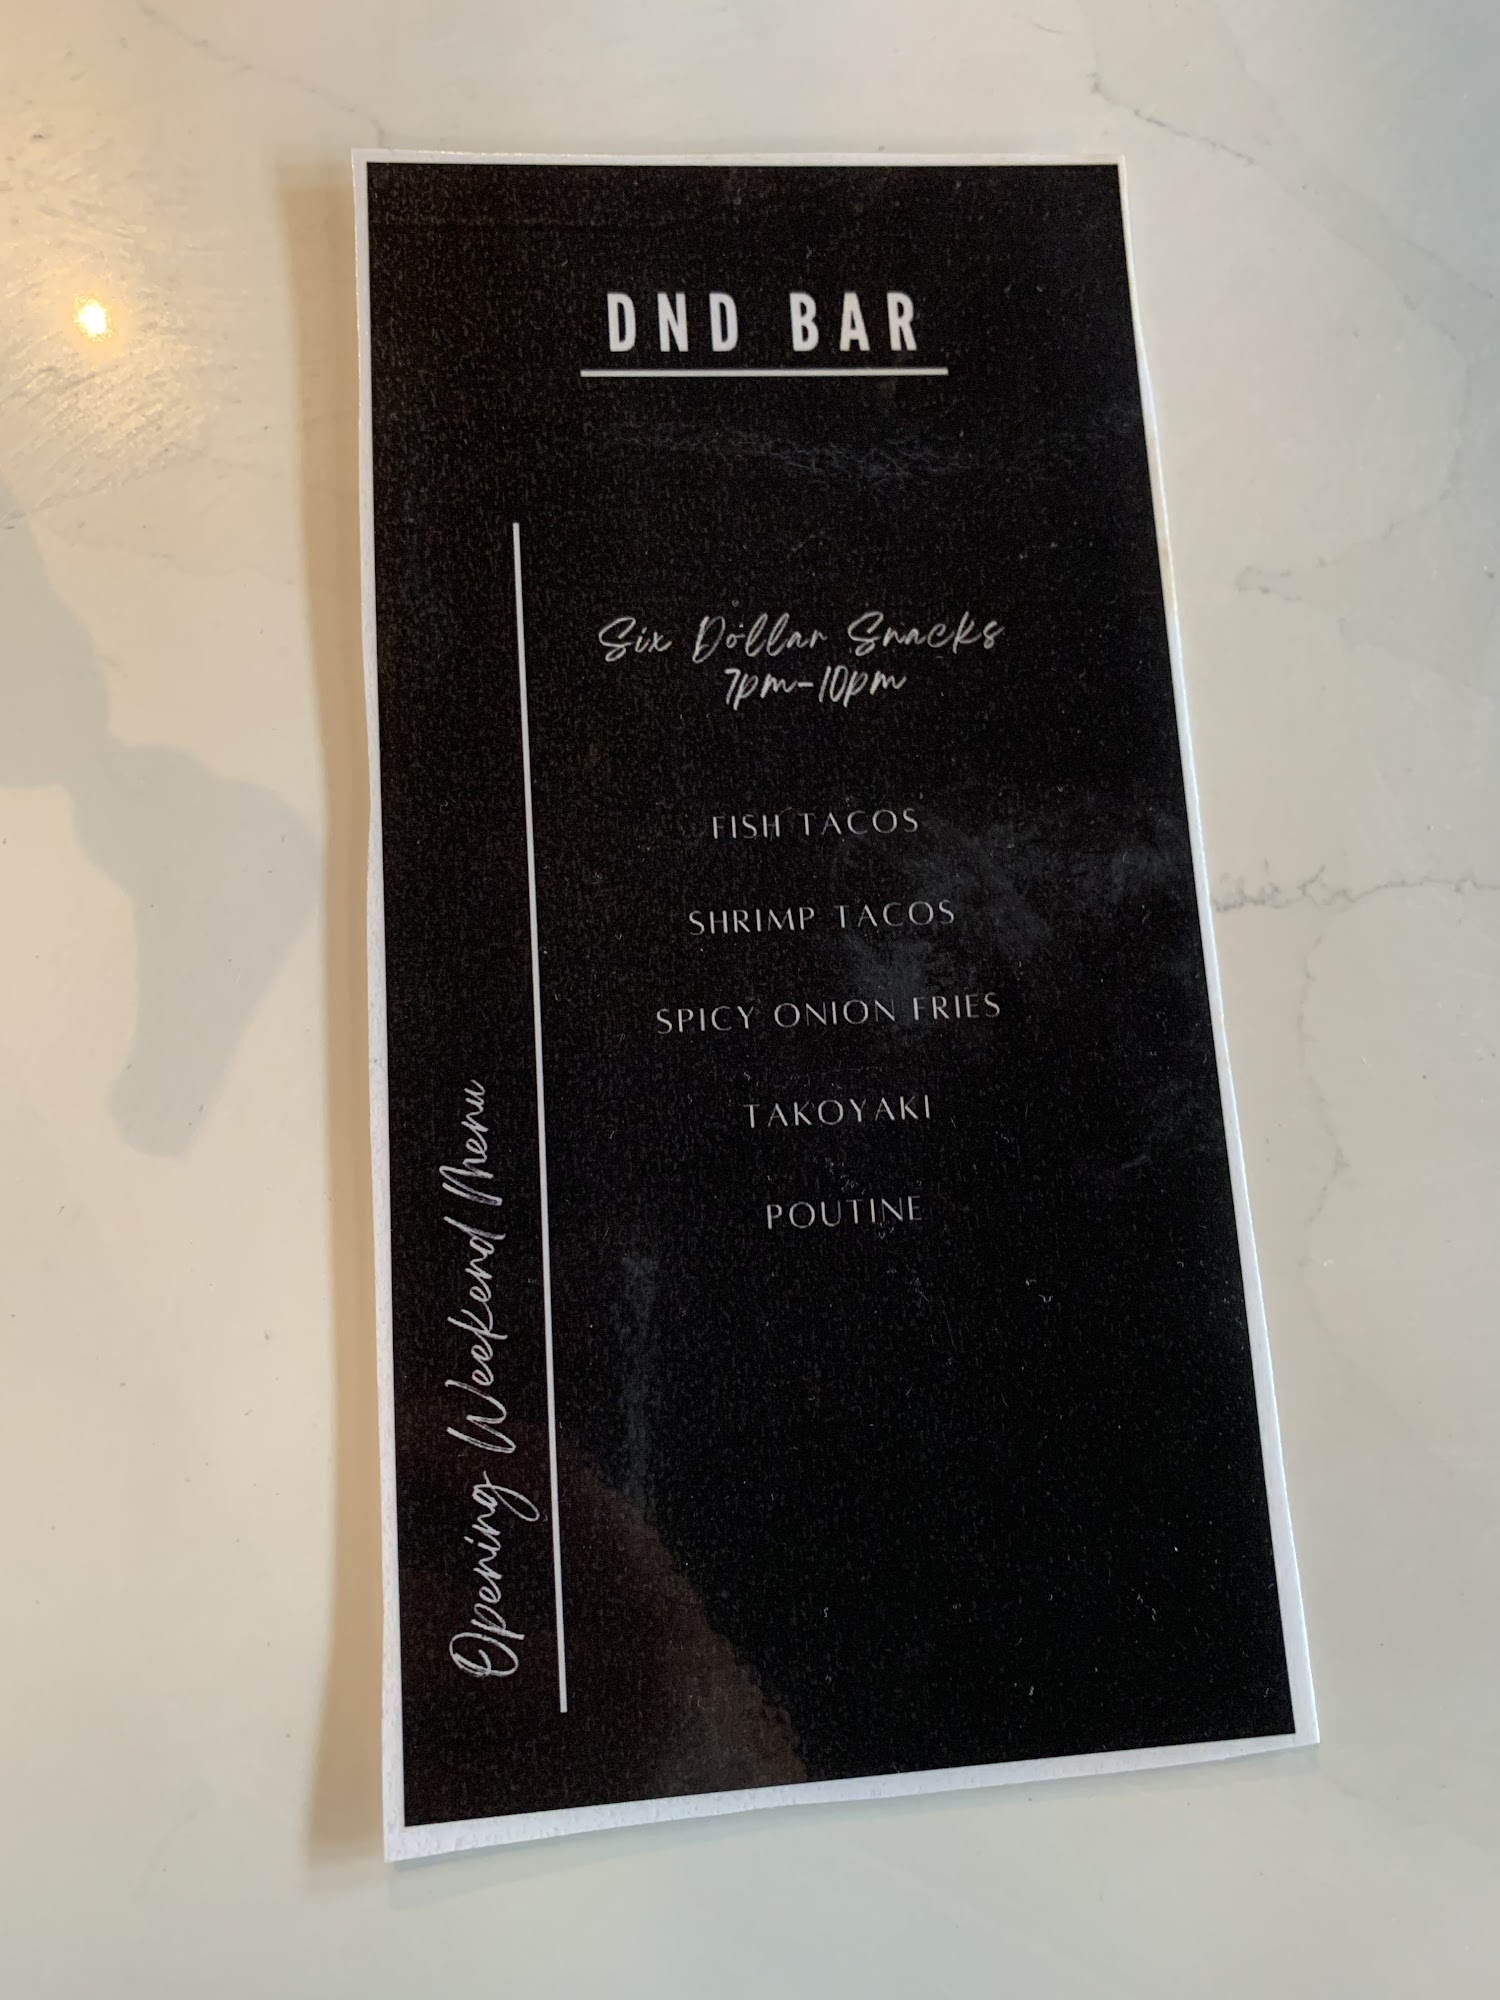 DND BAR
Six Dollar Snacks
7pm-10pm
FISH TACOS
SHRIMP TACOS
SPICY ONION FRIES
TAKOYAKI
POUTINE
Opening Weekend Menu